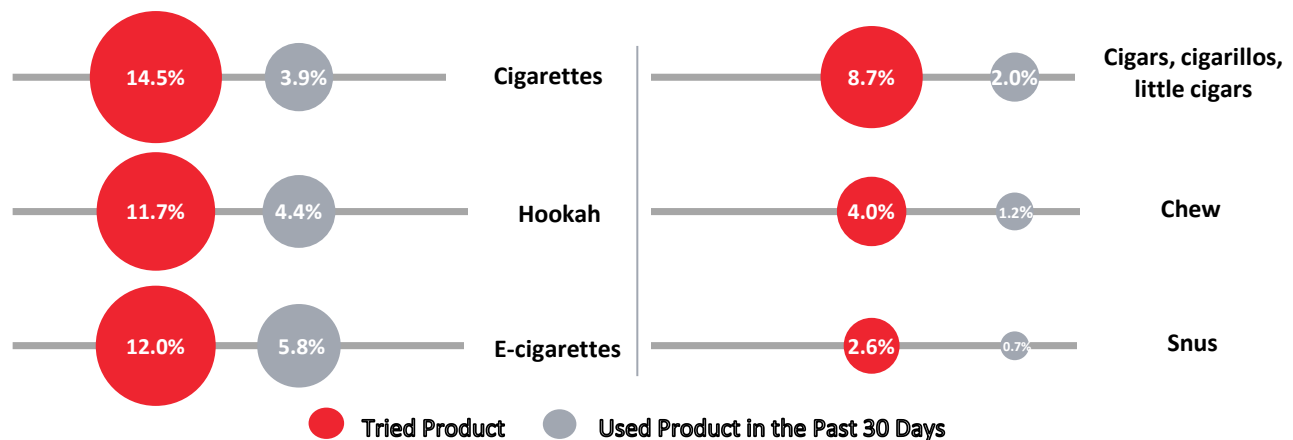 14.5% 3.9% Cigarettes
11.7% 4.4% Hookah
12.0% 5.8% E-cigarettes
8.7% 2.0% Cigars, cigarillos,
little cigars
4.0% 1.2% Chew
2.6% 0.7% Snus
Tried Product Used Product in the Past 30 Days